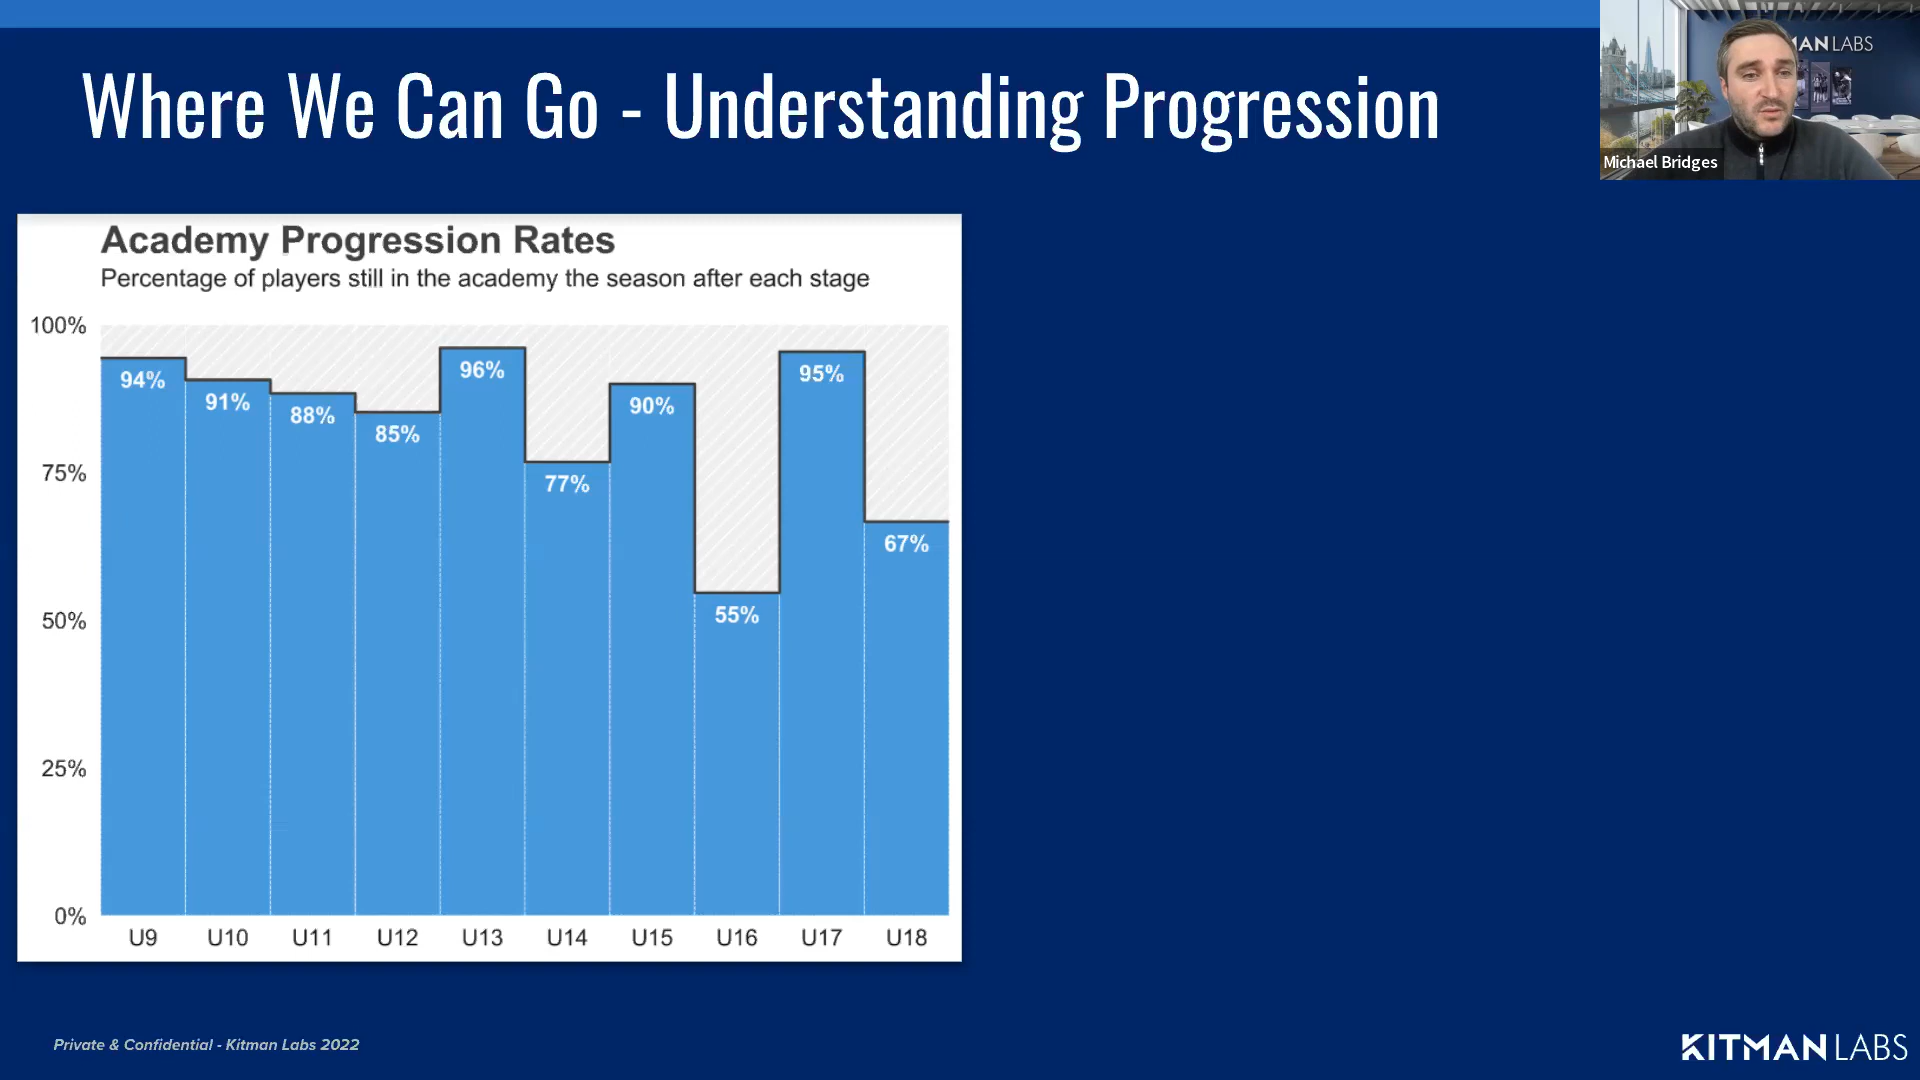 Where We Can Go - Understanding Progression
MAN LABS
Michael Bridges
Academy Progression Rates
Percentage of players still in the academy the season after each stage
100%
75%
50%
25%
0%
94%
91%
88%
85%
96%
77%
90%
55%
95%
67%
U9 U10 U11 U12 U13 U14 U15 U16 U17 U18
Private & Confidential - Kitman Labs 2022
KITMAN LABS